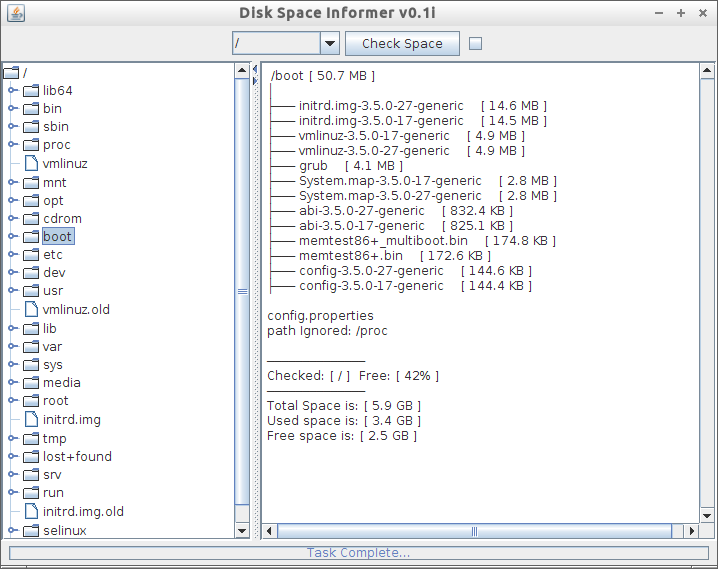 Disk Space Informer v0.1i
/
Check Space
/
lib64
bin
sbin
proc
vmlinuz
mnt
opt
cdrom
boot
etc
dev
usr
vmlinuz.old
lib
var
sys
media
root
initrd.img
tmp
lost+found
srv
run
initrd.img.old
selinux
/boot [ 50.7 MB ]
initrd.img-3.5.0-27-generic [ 14.6 MB ]
initrd.img-3.5.0-17-generic [ 14.5 MB ]
vmlinuz-3.5.0-17-generic [ 4.9 MB ]
vmlinuz-3.5.0-27-generic [ 4.9 MB ]
grub [ 4.1 MB ]
System.map-3.5.0-17-generic [ 2.8 MB ]
System.map-3.5.0-27-generic [ 2.8 MB ]
abi-3.5.0-27-generic [ 832.4 KB ]
abi-3.5.0-17-generic [ 825.1 KB ]
memtest86+_multiboot.bin [ 174.8 KB ]
memtest86+.bin [ 172.6 KB ]
config-3.5.0-27-generic [ 144.6 KB ]
config-3.5.0-17-generic [ 144.4 KB ]
config.properties
path Ignored: /proc
Checked: [ / ] Free: [ 42% ]
Total Space is: [ 5.9 GB ]
Used space is: [ 3.4 GB ]
Free space is: [ 2.5 GB ]
Task Complete...